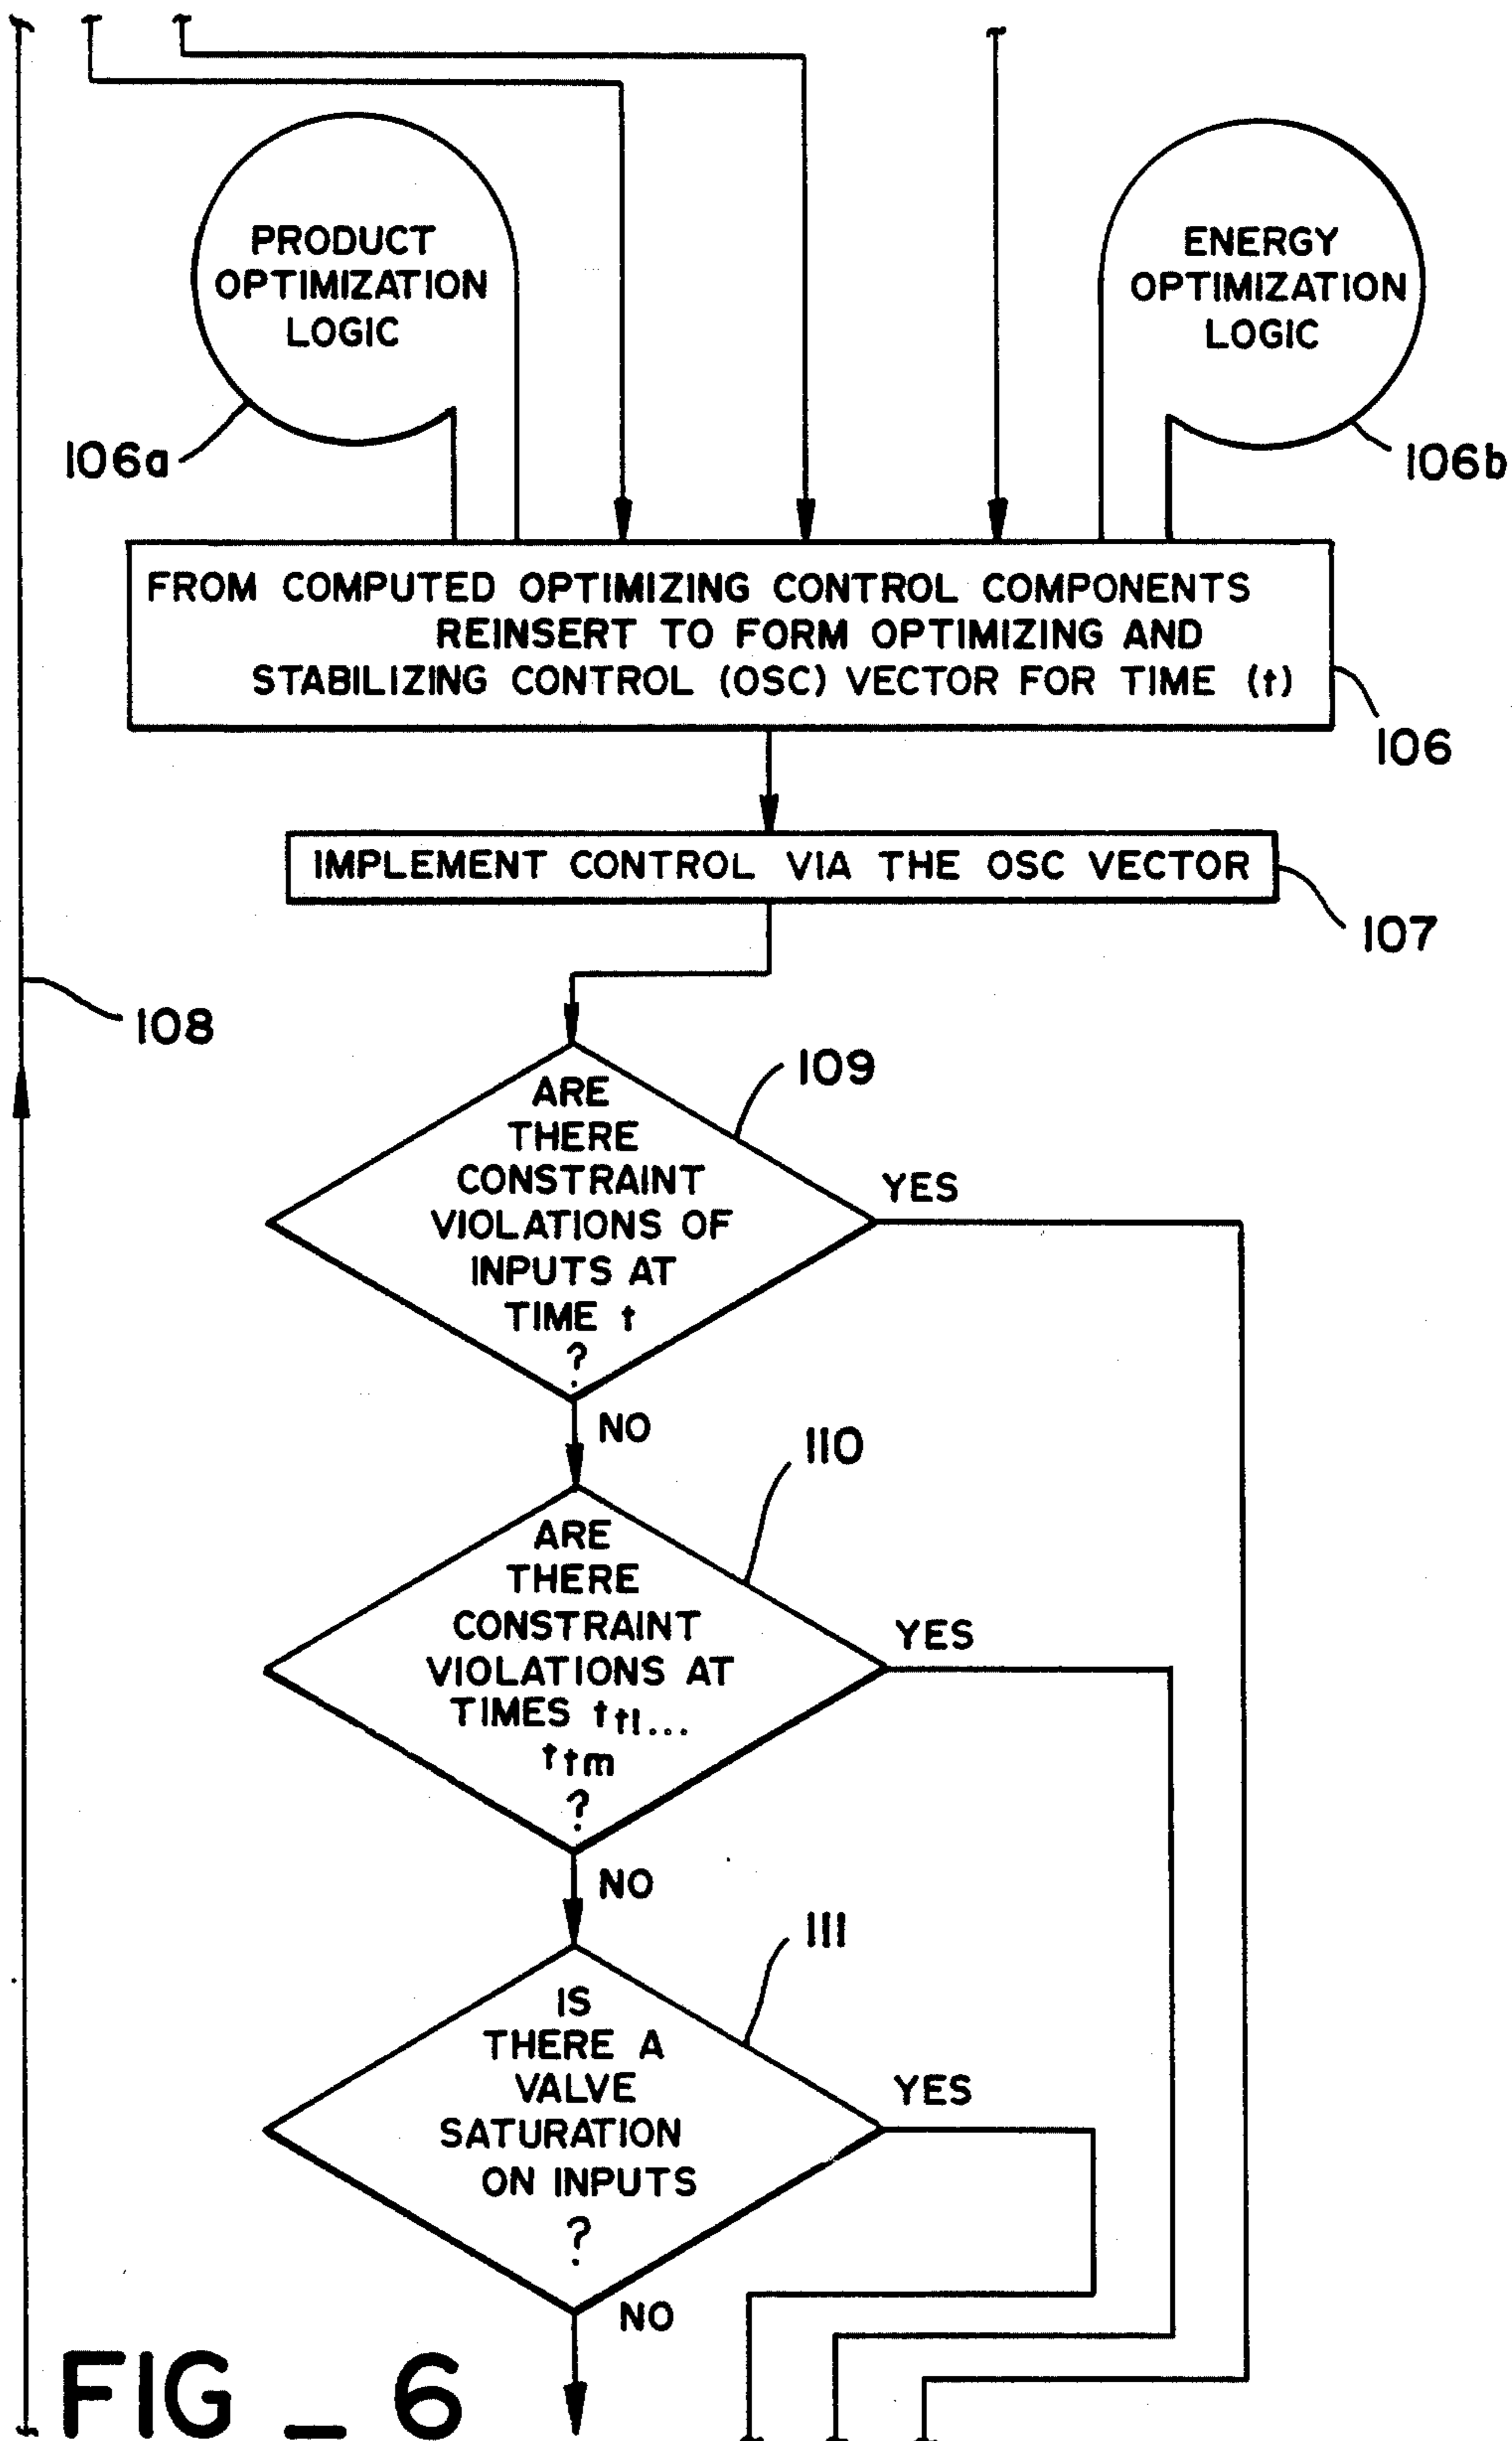 PRODUCT
OPTIMIZATION
LOGIC
ENERGY
OPTIMIZATION
LOGIC
106a
106b
FROM COMPUTED OPTIMIZING CONTROL COMPONENTS
REINSERT TO FORM OPTIMIZING AND
STABILIZING CONTROL (OSC) VECTOR FOR TIME (t)
106
IMPLEMENT CONTROL VIA THE OSC VECTOR
107
108
109
ARE
THERE
CONSTRAINT
VIOLATIONS OF
INPUTS AT
TIME t
?
YES
NO
110
ARE
THERE
CONSTRAINT
VIOLATIONS AT
TIMES t t1...
t tm
?
YES
NO
111
IS
THERE A
VALVE
SATURATION
ON INPUTS
?
YES
NO
FIG _ 6